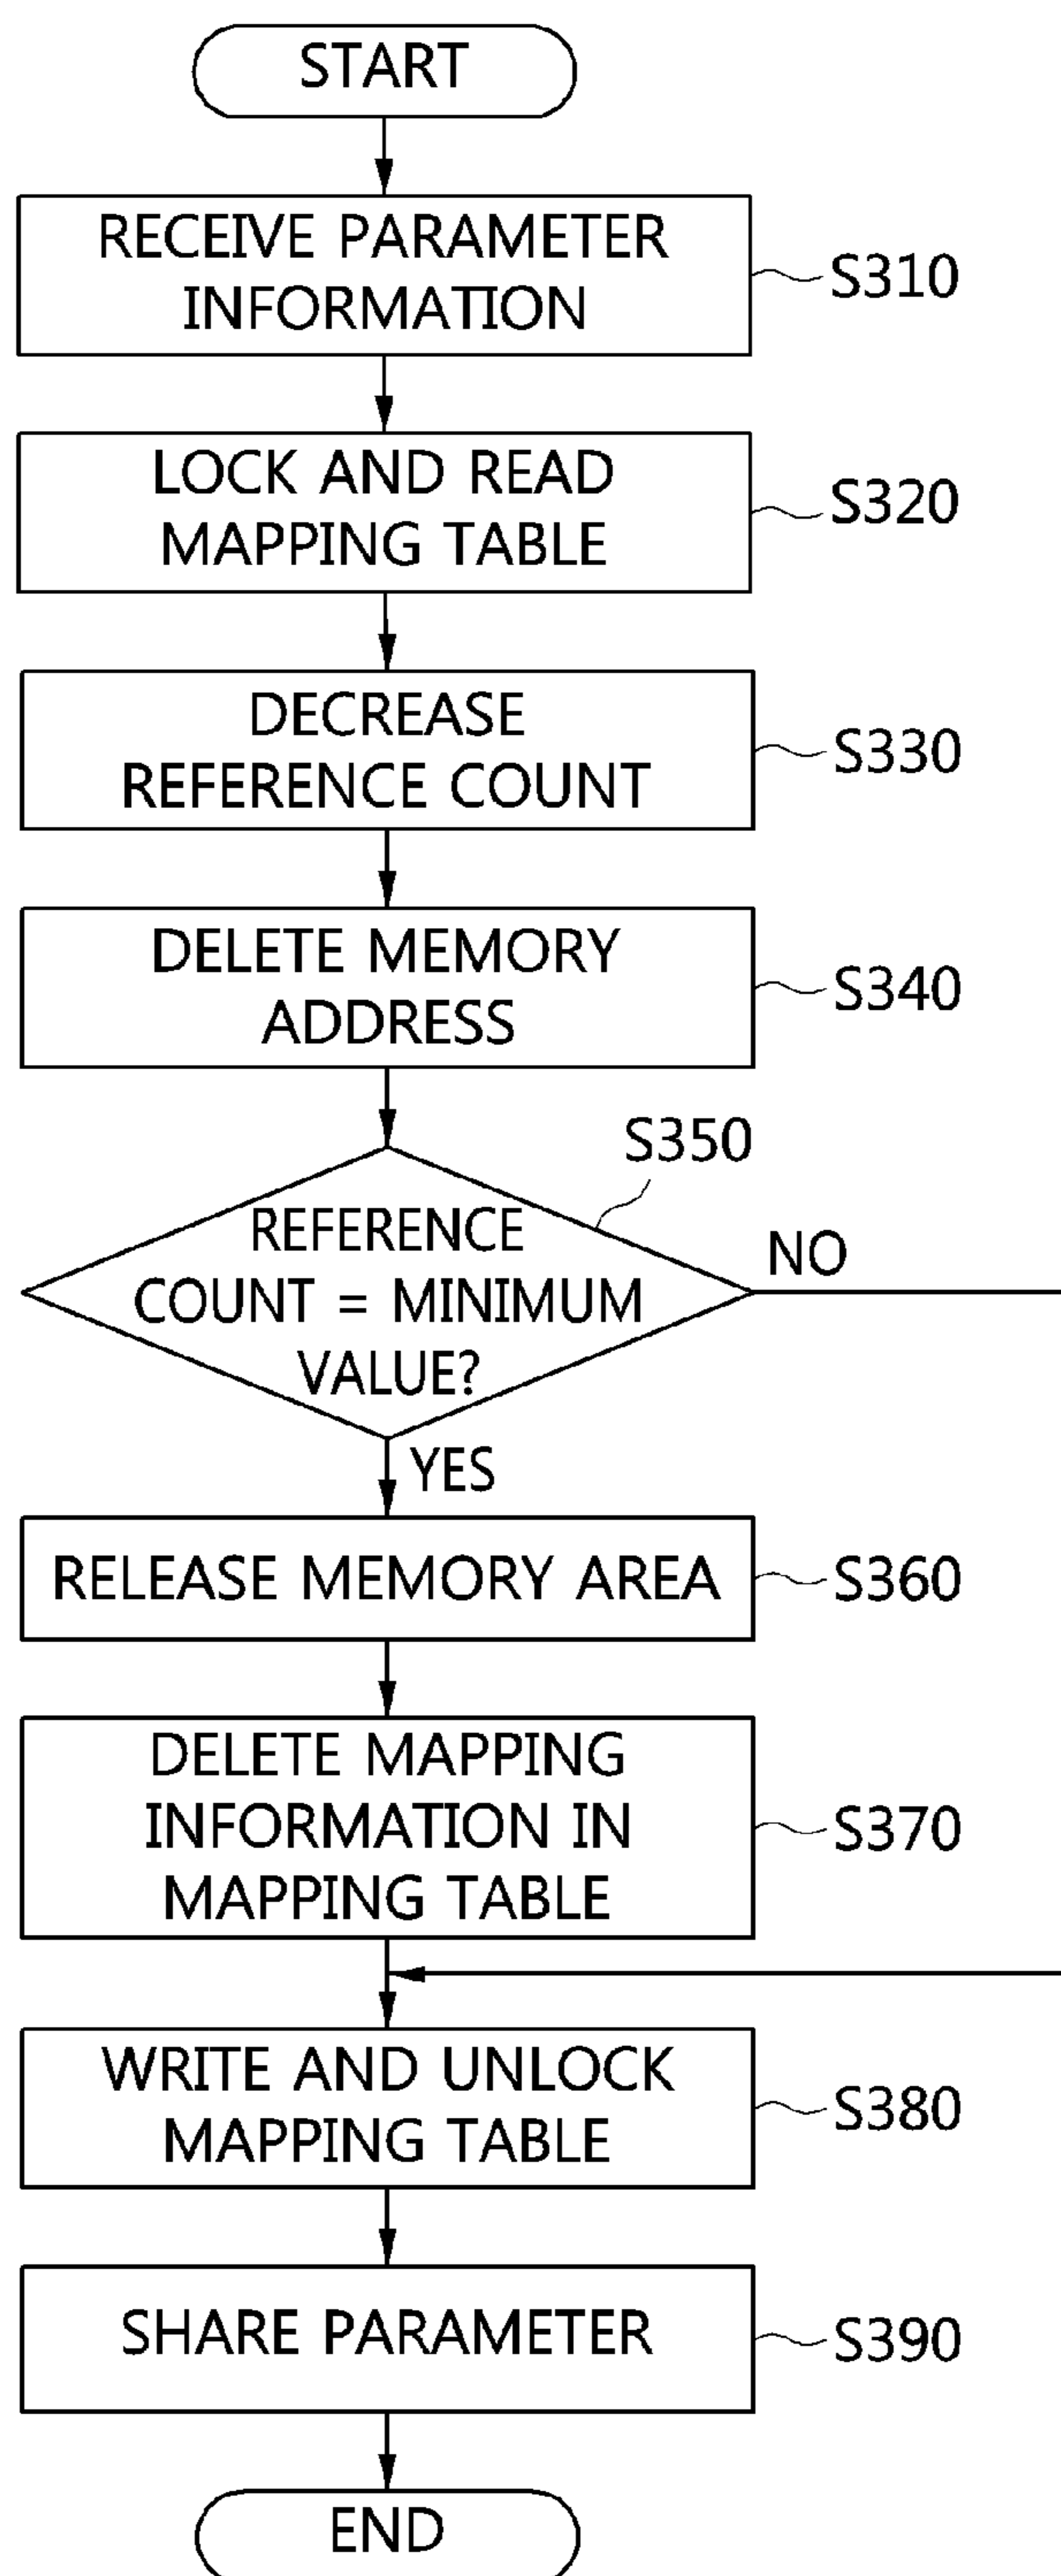 START
RECEIVE PARAMETER
INFORMATION
S310
LOCK AND READ
MAPPING TABLE
S320
DECREASE
REFERENCE COUNT
S330
DELETE MEMORY
ADDRESS
S340
S350
REFERENCE
COUNT = MINIMUM
VALUE?
NO
YES
RELEASE MEMORY AREA
S360
DELETE MAPPING
INFORMATION IN
MAPPING TABLE
S370
WRITE AND UNLOCK
MAPPING TABLE
S380
SHARE PARAMETER
S390
END